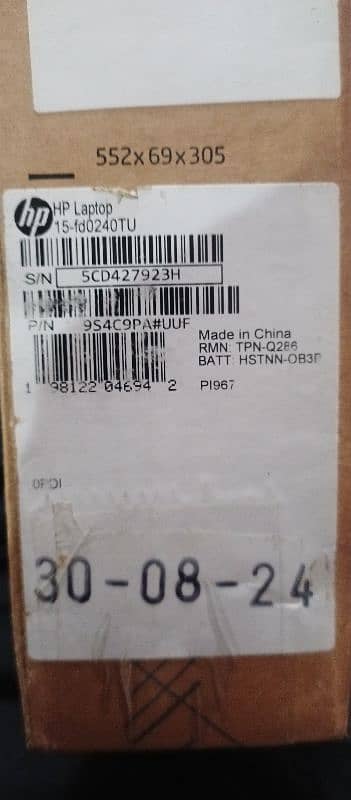 552x69x305
hp HP Laptop
15-fd0240TU
S/N 5CD427923H
P/N 9S4C9PA#UUF
Made in China
RMN: TPN-Q286
BATT: HSTNN-OB3P
1 98122 04694 2 PI967
30-08-24